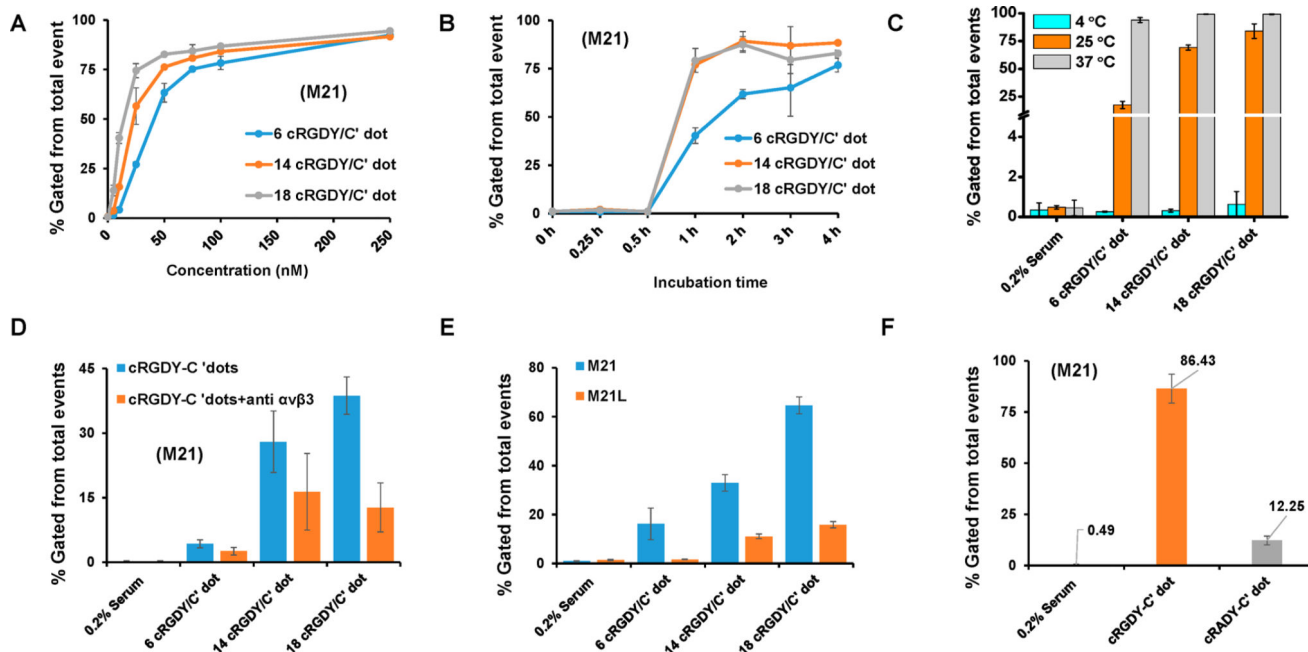 A
% Gated from total event
100
75
50
25
0
(M21)
6 cRGDY/C' dot
14 cRGDY/C' dot
18 cRGDY/C' dot
0
50
100
150
200
250
Concentration (nM)
B
% Gated from total event
100
75
50
25
0
(M21)
6 cRGDY/C' dot
14 cRGDY/C' dot
18 cRGDY/C' dot
0 h
0.25 h
0.5 h
1 h
2 h
3 h
4 h
Incubation time
C
% Gated from total events
100
75
50
25
4
2
0
4 °C
25 °C
37 °C
0.2% Serum
6 cRGDY/C' dot
14 cRGDY/C' dot
18 cRGDY/C' dot
D
% Gated from total events
45
30
15
0
cRGDY-C 'dots
cRGDY-C 'dots+anti αvβ3
(M21)
0.2% Serum
6 cRGDY/C' dot
14 cRGDY/C' dot
18 cRGDY/C' dot
E
% Gated from total events
80
60
40
20
0
M21
M21L
0.2% Serum
6 cRGDY/C' dot
14 cRGDY/C' dot
18 cRGDY/C' dot
F
% Gated from total events
100
80
60
40
20
0
(M21)
0.49
86.43
12.25
0.2% Serum
cRGDY-C' dot
cRADY-C' dot